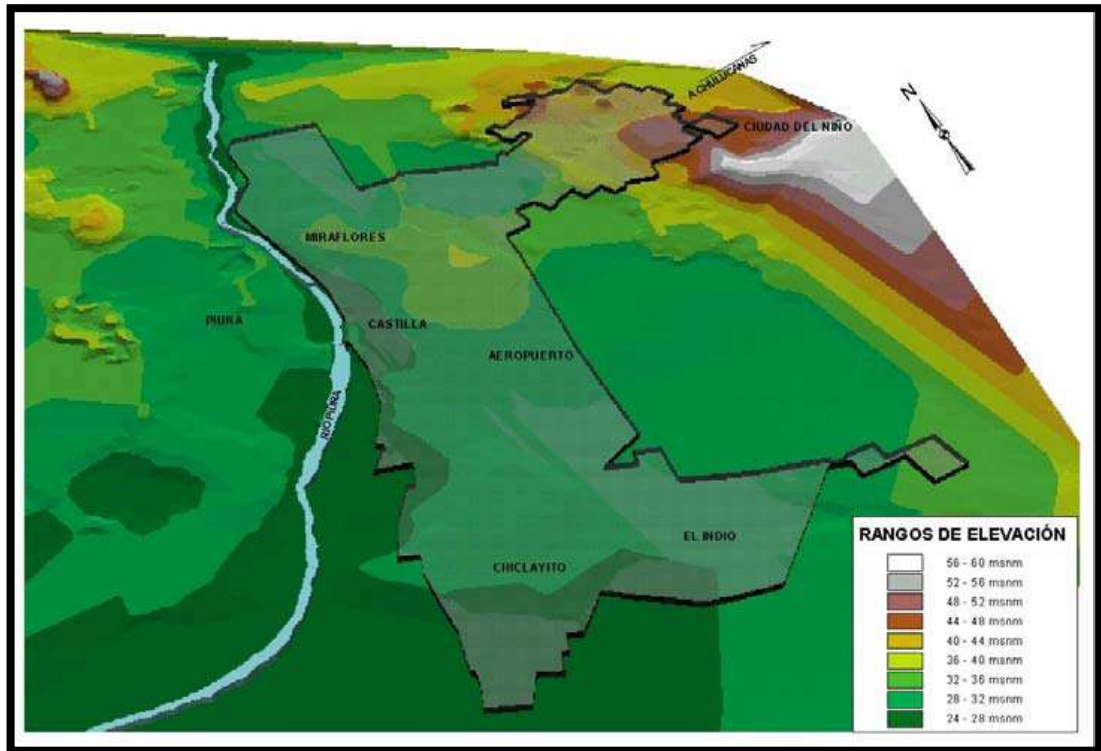 A CHULUCANAS
N
CIUDAD DEL NIÑO
MIRAFLORES
PIURA
CASTILLA
AEROPUERTO
RIO PIURA
EL INDIO
CHICLAYITO
RANGOS DE ELEVACIÓN
56 - 60 msnm
52 - 56 msnm
48 - 52 msnm
44 - 48 msnm
40 - 44 msnm
36 - 40 msnm
32 - 36 msnm
28 - 32 msnm
24 - 28 msnm